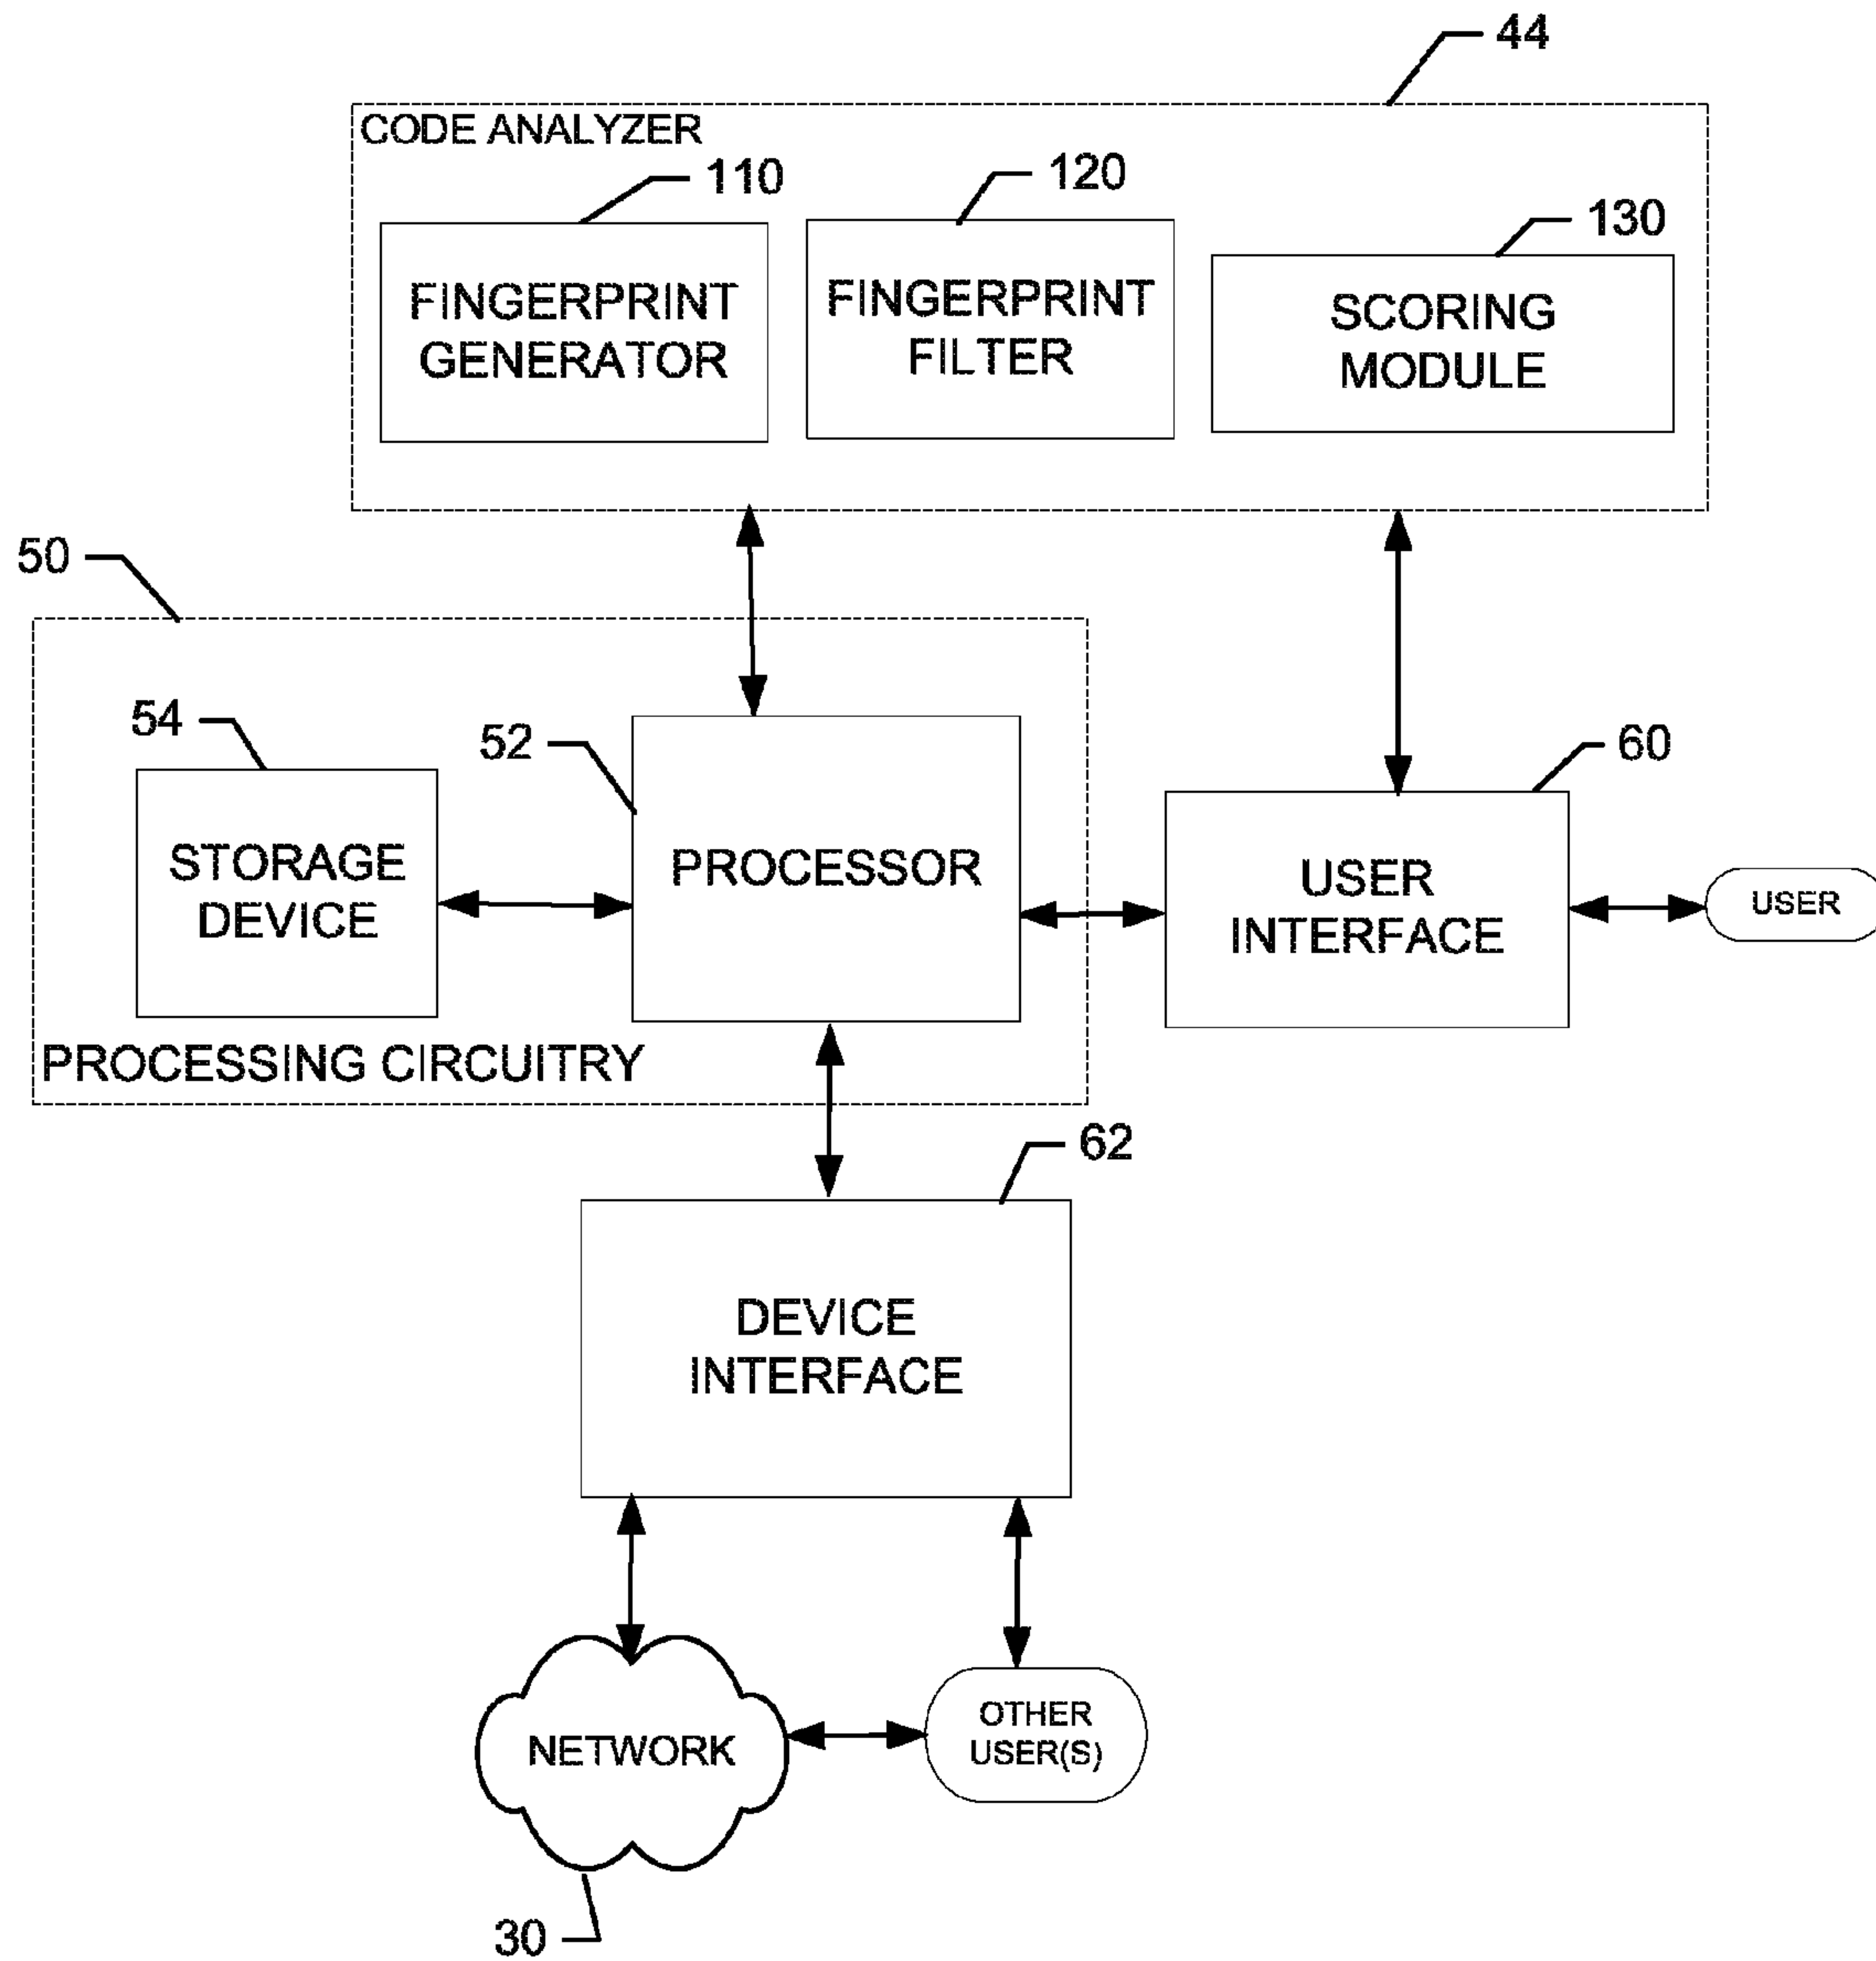 44
CODE ANALYZER
110
120
130
FINGERPRINT
GENERATOR
FINGERPRINT
FILTER
SCORING
MODULE
50
54
52
60
STORAGE
DEVICE
PROCESSOR
USER
INTERFACE
USER
PROCESSING CIRCUITRY
62
DEVICE
INTERFACE
NETWORK
OTHER
USER(S)
30